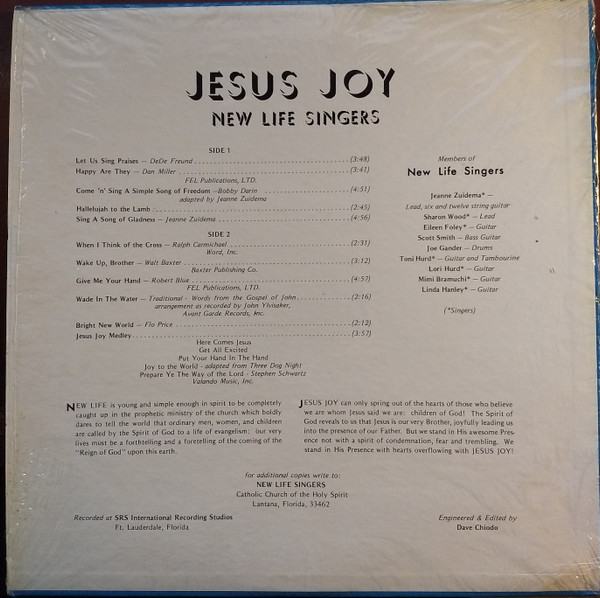 JESUS JOY
NEW LIFE SINGERS
SIDE 1
Let Us Sing Praises — DeDe Freund (3:48)
Happy Are They — Dan Miller (3:41)
FEL Publications, LTD.
Come 'n' Sing A Simple Song of Freedom —Bobby Darin (4:51)
adapted by Jeanne Zuidema
Hallelujah to the Lamb (2:45)
Sing A Song of Gladness — Jeanne Zuidema (4:56)
SIDE 2
When I Think of the Cross — Ralph Carmichael (2:31)
Word, Inc.
Wake Up, Brother — Walt Baxter (3:12)
Baxter Publishing Co.
Give Me Your Hand — Robert Blue (4:57)
FEL Publications, LTD.
Wade In The Water — Traditional - Words from the Gospel of John (2:16)
arrangement as recorded by John Ylvisaker,
Avant Garde Records, Inc.
Bright New World — Flo Price (2:12)
Jesus Joy Medley (3:57)
Here Comes Jesus
Get All Excited
Put Your Hand In The Hand
Joy to the World - adapted from Three Dog Night
Prepare Ye The Way of the Lord - Stephen Schwartz
Valando Music, Inc.
Members of
New Life Singers
Jeanne Zuidema* —
Lead, six and twelve string guitar
Sharon Wood* — Lead
Eileen Foley* — Guitar
Scott Smith — Bass Guitar
Joe Gander — Drums
Toni Hurd* — Guitar and Tambourine
Lori Hurd* — Guitar
Mimi Bramuchi* — Guitar
Linda Hanley* — Guitar
(*Singers)
NEW LIFE is young and simple enough in spirit to be completely
caught up in the prophetic ministry of the church which boldly
dares to tell the world that ordinary men, women, and children
are called by the Spirit of God to a life of evangelism: our very
lives must be a forthtelling and a foretelling of the coming of the
"Reign of God" upon this earth.
JESUS JOY can only spring out of the hearts of those who believe
we are whom Jesus said we are: children of God! The Spirit of
God reveals to us that Jesus is our very Brother, joyfully leading us
into the presence of our Father. But we stand in His awesome Pres-
ence not with a spirit of condemnation, fear and trembling. We
stand in His Presence with hearts overflowing with JESUS JOY!
for additional copies write to:
NEW LIFE SINGERS
Catholic Church of the Holy Spirit
Lantana, Florida, 33462
Recorded at SRS International Recording Studios
Ft. Lauderdale, Florida
Engineered & Edited by
Dave Chiodo